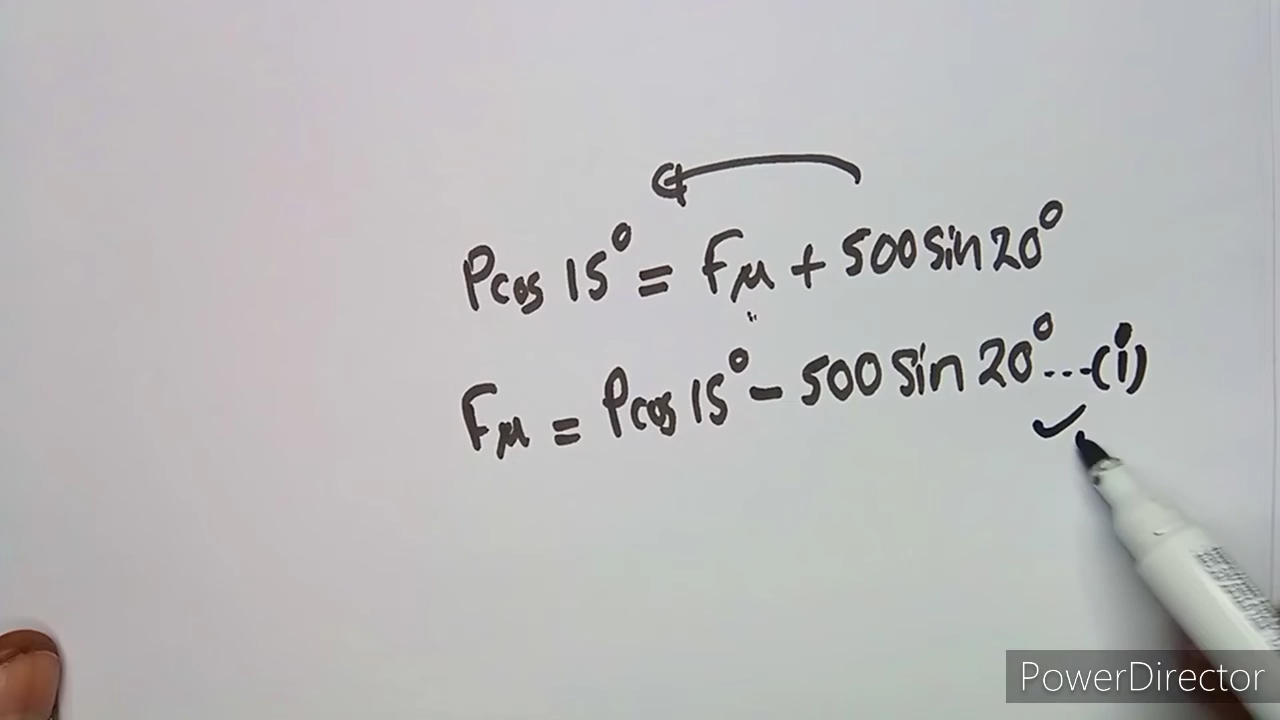 Pcos 15° = Fμ + 500 sin 20°
Fμ = Pcos 15° - 500 sin 20° ...(i)
PowerDirector